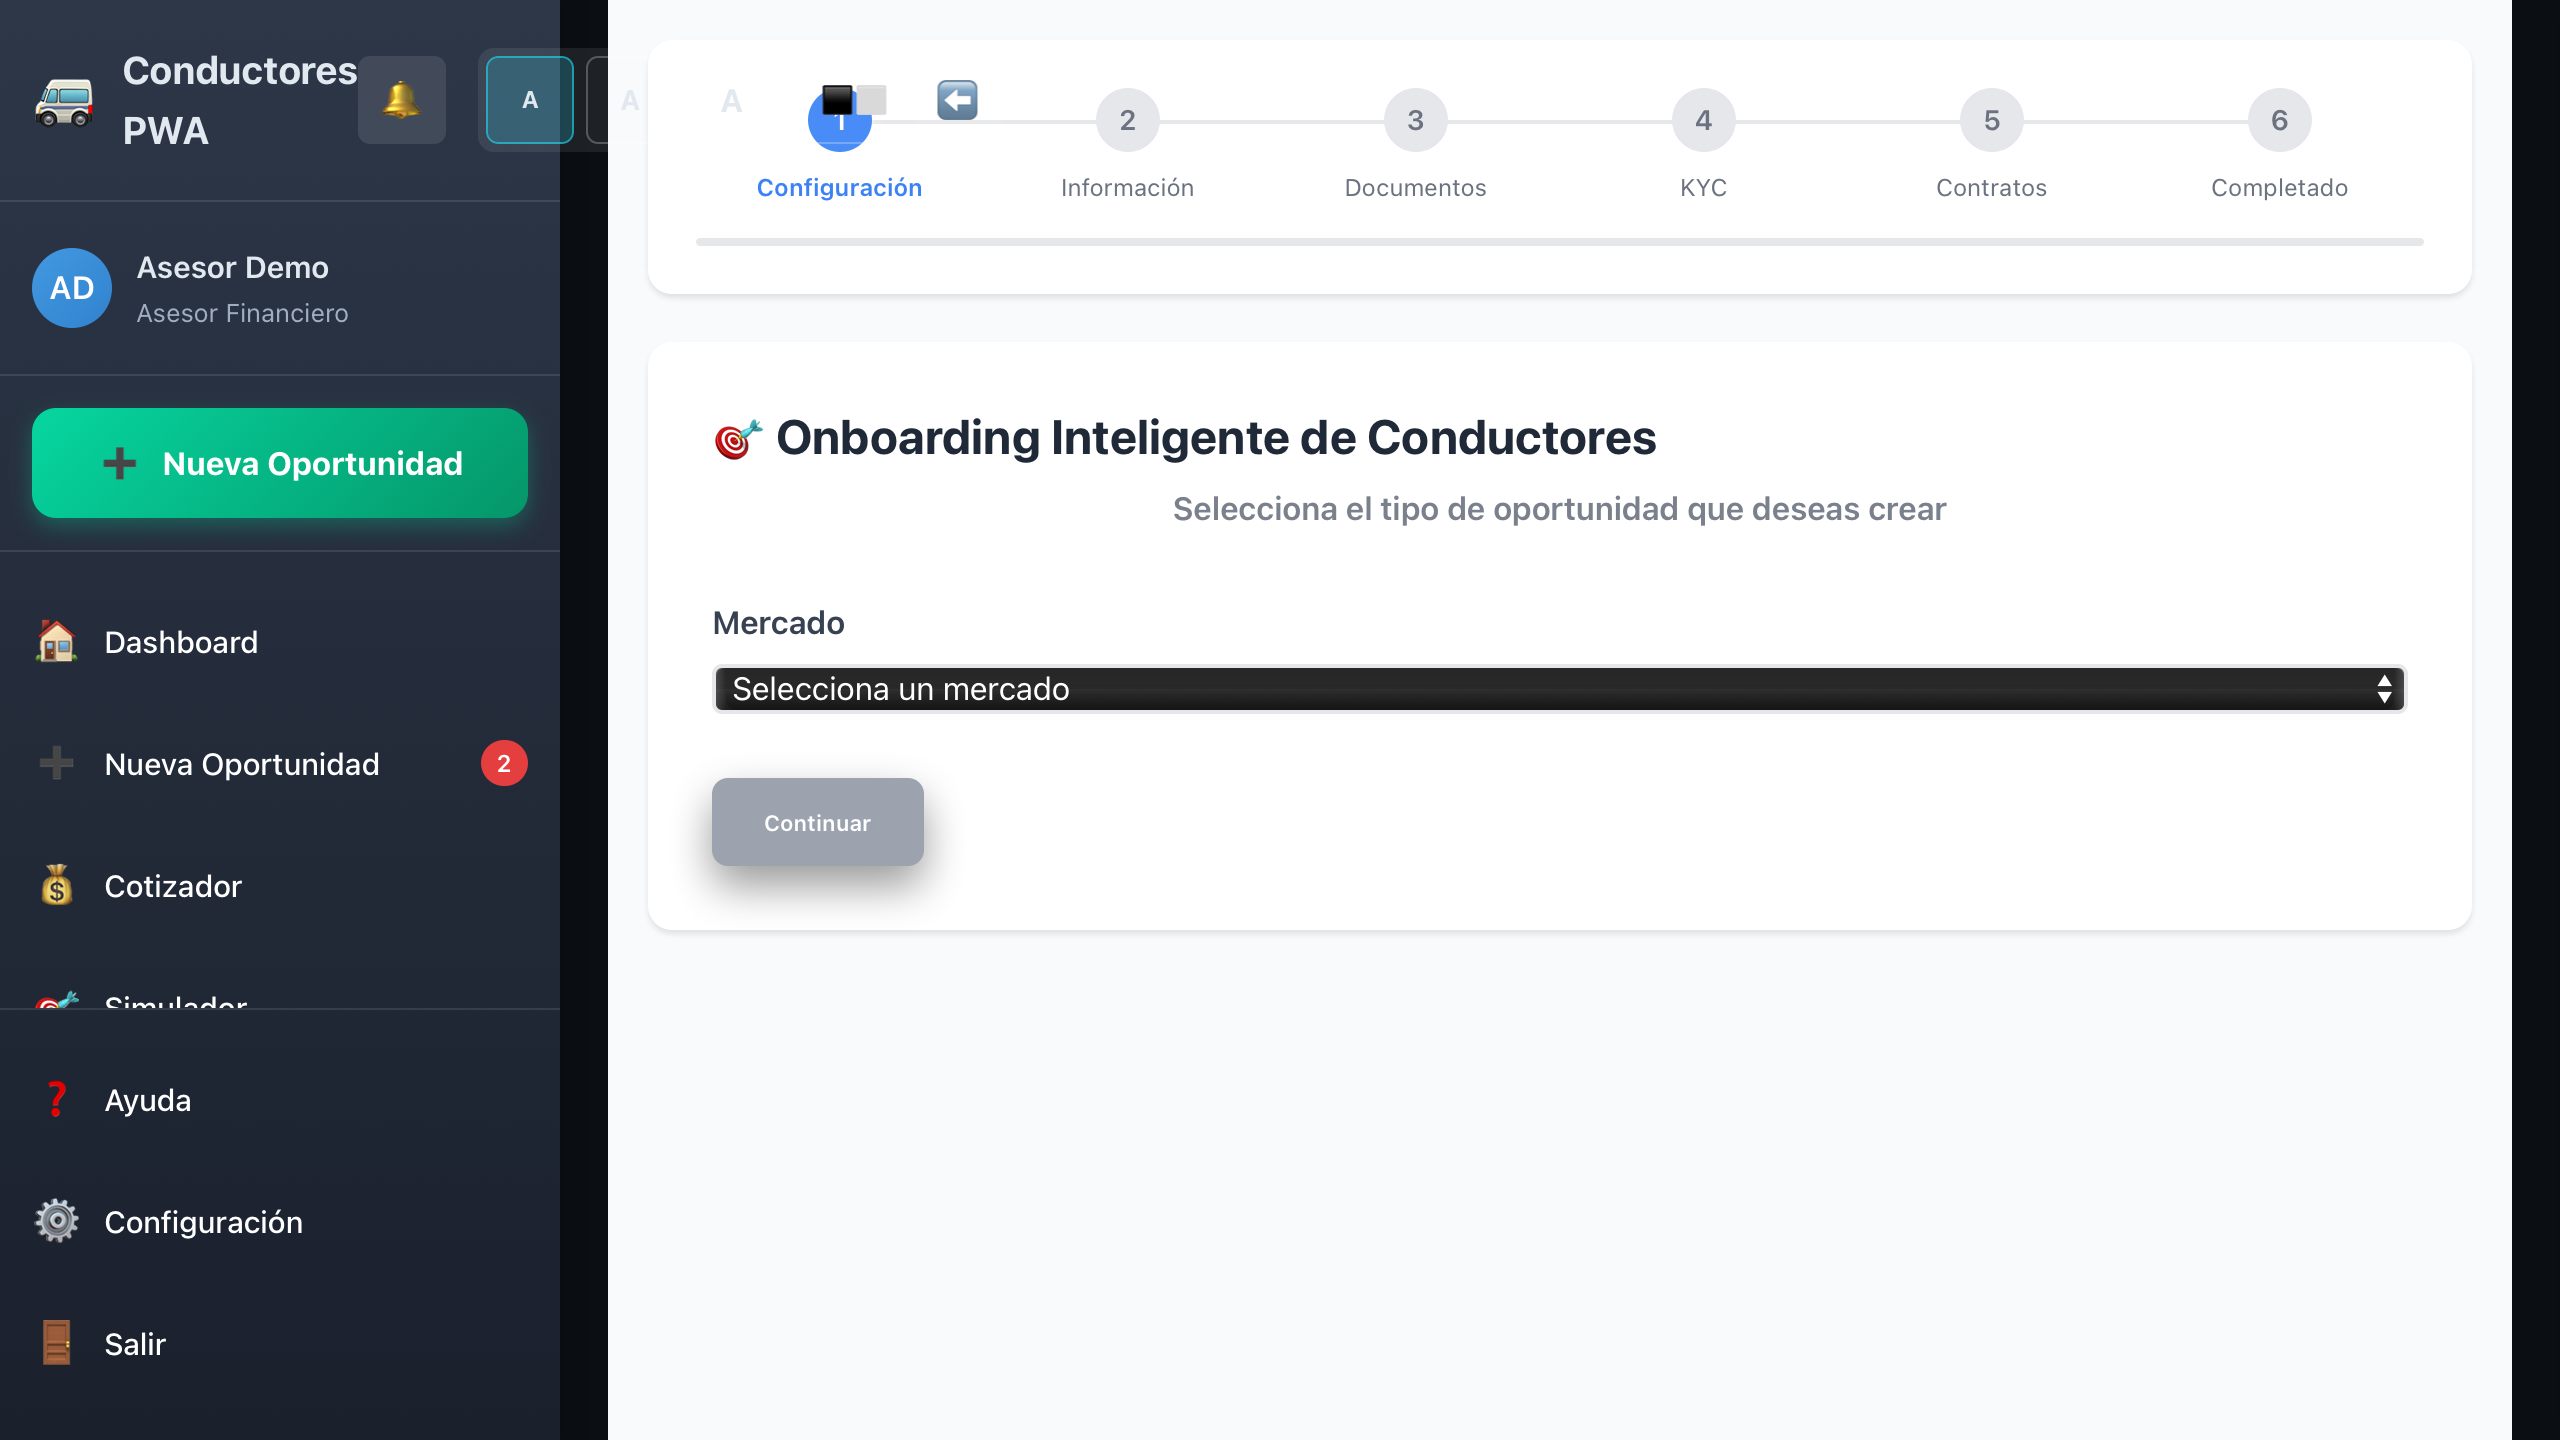 Conductores
PWA
A
A
A
AD
Asesor Demo
Asesor Financiero
Nueva Oportunidad
Dashboard
Nueva Oportunidad
2
Cotizador
Simulador
Ayuda
Configuración
Salir
1
2
3
4
5
6
Configuración
Información
Documentos
KYC
Contratos
Completado
Onboarding Inteligente de Conductores
Selecciona el tipo de oportunidad que deseas crear
Mercado
Selecciona un mercado
Continuar